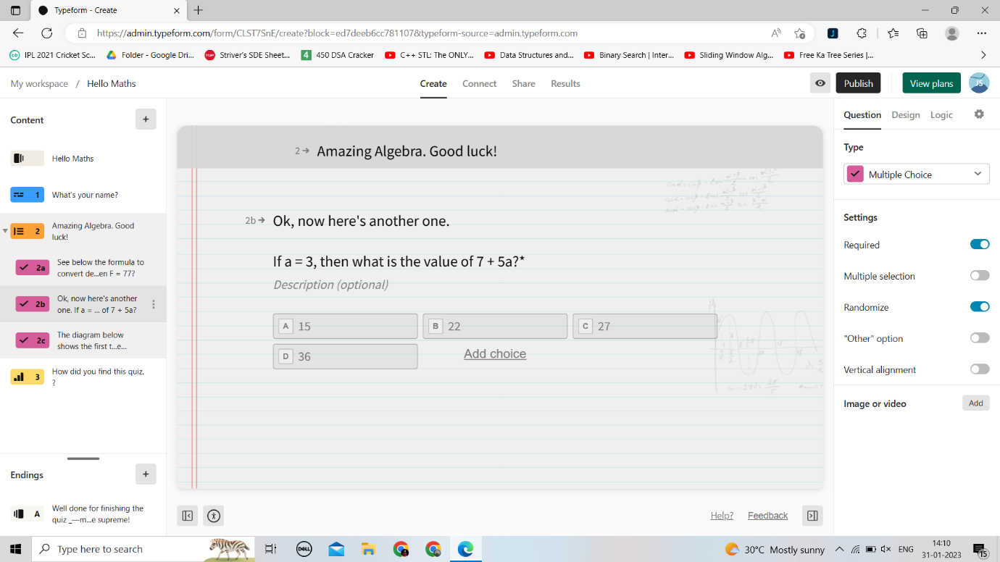 Typeform - Create
https://admin.typeform.com/form/CLST7SnE/create?block=ed7deeb6cc781107&typeform-source=admin.typeform.com
IPL 2021 Cricket Sc...
Folder - Google Dri...
Striver's SDE Sheet...
450 DSA Cracker
C++ STL: The ONLY...
Data Structures and...
Binary Search | Inter...
Sliding Window Alg...
Free Ka Tree Series |...
My workspace / Hello Maths
Create
Connect
Share
Results
Publish
View plans
JS
Content
+
Hello Maths
1 What's your name?
2 Amazing Algebra. Good
luck!
2a See below the formula to
convert de...en F = 77?
2b Ok, now here's another
one. If a = ... of 7 + 5a?
2c The diagram below
shows the first t...e...
3 How did you find this quiz,
?
Endings
+
A Well done for finishing the
quiz _—m...e supreme!
2 → Amazing Algebra. Good luck!
2b → Ok, now here's another one.
If a = 3, then what is the value of 7 + 5a?*
Description (optional)
A 15
B 22
C 27
D 36
Add choice
Help?
Feedback
Question
Design
Logic
Type
Multiple Choice
Settings
Required
Multiple selection
Randomize
"Other" option
Vertical alignment
Image or video
Add
Type here to search
DELL
30°C Mostly sunny
ENG
14:10
31-01-2023
15